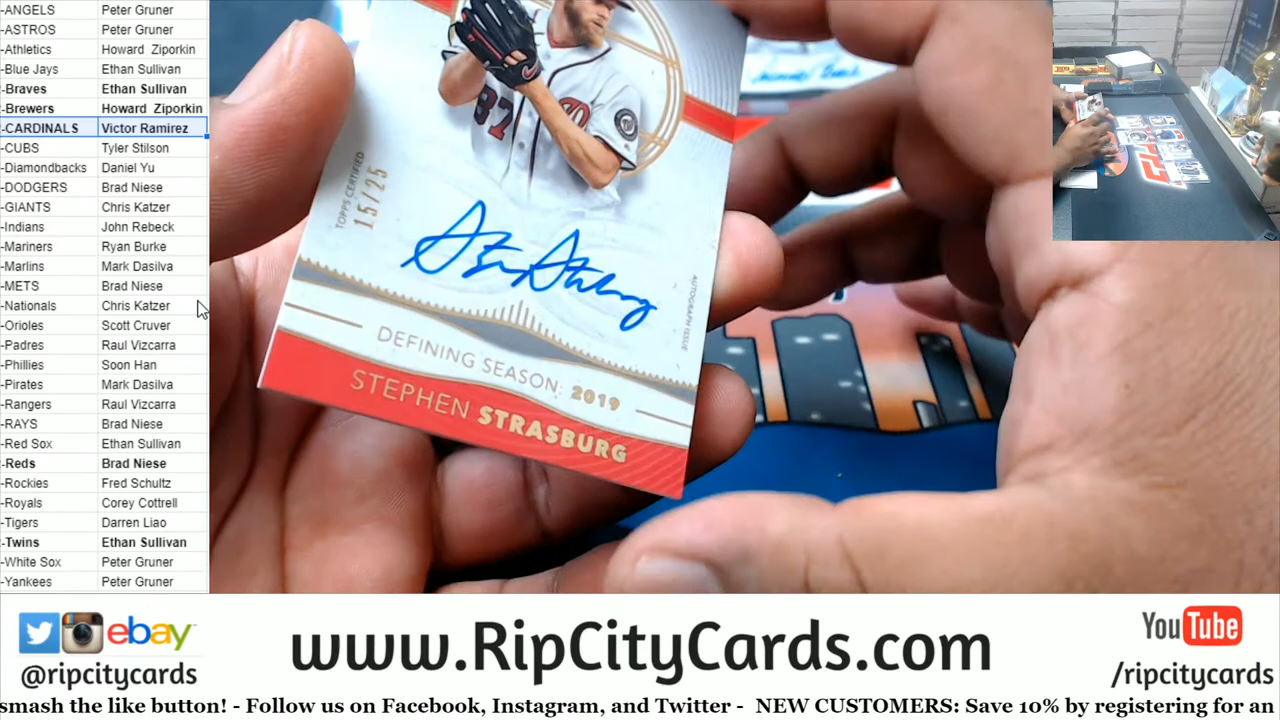 -ANGELS Peter Gruner
-ASTROS Peter Gruner
-Athletics Howard Ziporkin
-Blue Jays Ethan Sullivan
-Braves Ethan Sullivan
-Brewers Howard Ziporkin
-CARDINALS Victor Ramirez
-CUBS Tyler Stilson
-Diamondbacks Daniel Yu
-DODGERS Brad Niese
-GIANTS Chris Katzer
-Indians John Rebeck
-Mariners Ryan Burke
-Marlins Mark Dasilva
-METS Brad Niese
-Nationals Chris Katzer
-Orioles Scott Cruver
-Padres Raul Vizcarra
-Phillies Soon Han
-Pirates Mark Dasilva
-Rangers Raul Vizcarra
-RAYS Brad Niese
-Red Sox Ethan Sullivan
-Reds Brad Niese
-Rockies Fred Schultz
-Royals Corey Cottrell
-Tigers Darren Liao
-Twins Ethan Sullivan
-White Sox Peter Gruner
-Yankees Peter Gruner
37
TOPPS CERTIFIED
15/25
AUTOGRAPH ISSUE
DEFINING SEASON: 2019
STEPHEN STRASBURG
ebay
@ripcitycards
www.RipCityCards.com
YouTube
/ripcitycards
smash the like button! - Follow us on Facebook, Instagram, and Twitter - NEW CUSTOMERS: Save 10% by registering for an